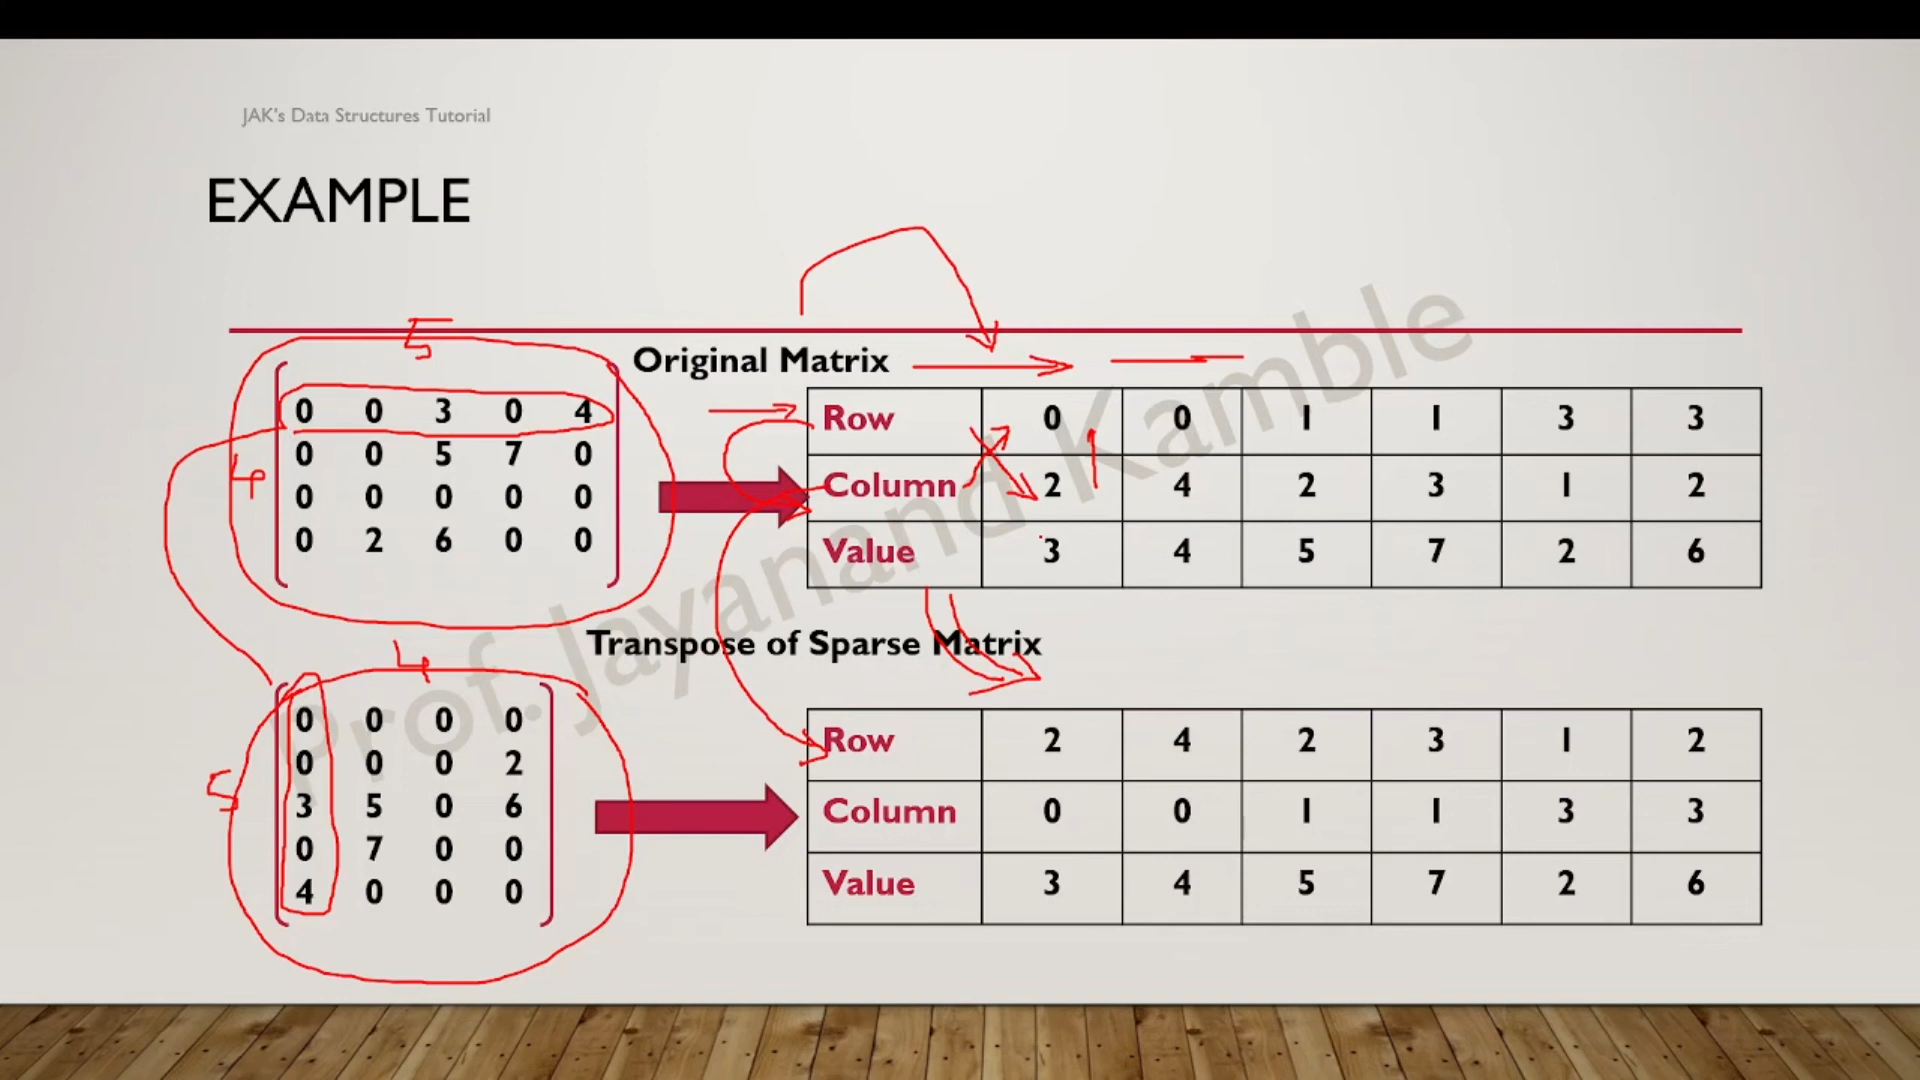 JAK's Data Structures Tutorial
EXAMPLE
5
Original Matrix
4
0 0 3 0 4
0 0 5 7 0
0 0 0 0 0
0 2 6 0 0
Row 0 0 1 1 3 3
Column 2 4 2 3 1 2
Value 3 4 5 7 2 6
Transpose of Sparse Matrix
4
5
0 0 0 0
0 0 0 2
3 5 0 6
0 7 0 0
4 0 0 0
Row 2 4 2 3 1 2
Column 0 0 1 1 3 3
Value 3 4 5 7 2 6
Prof. Jayanand Kamble